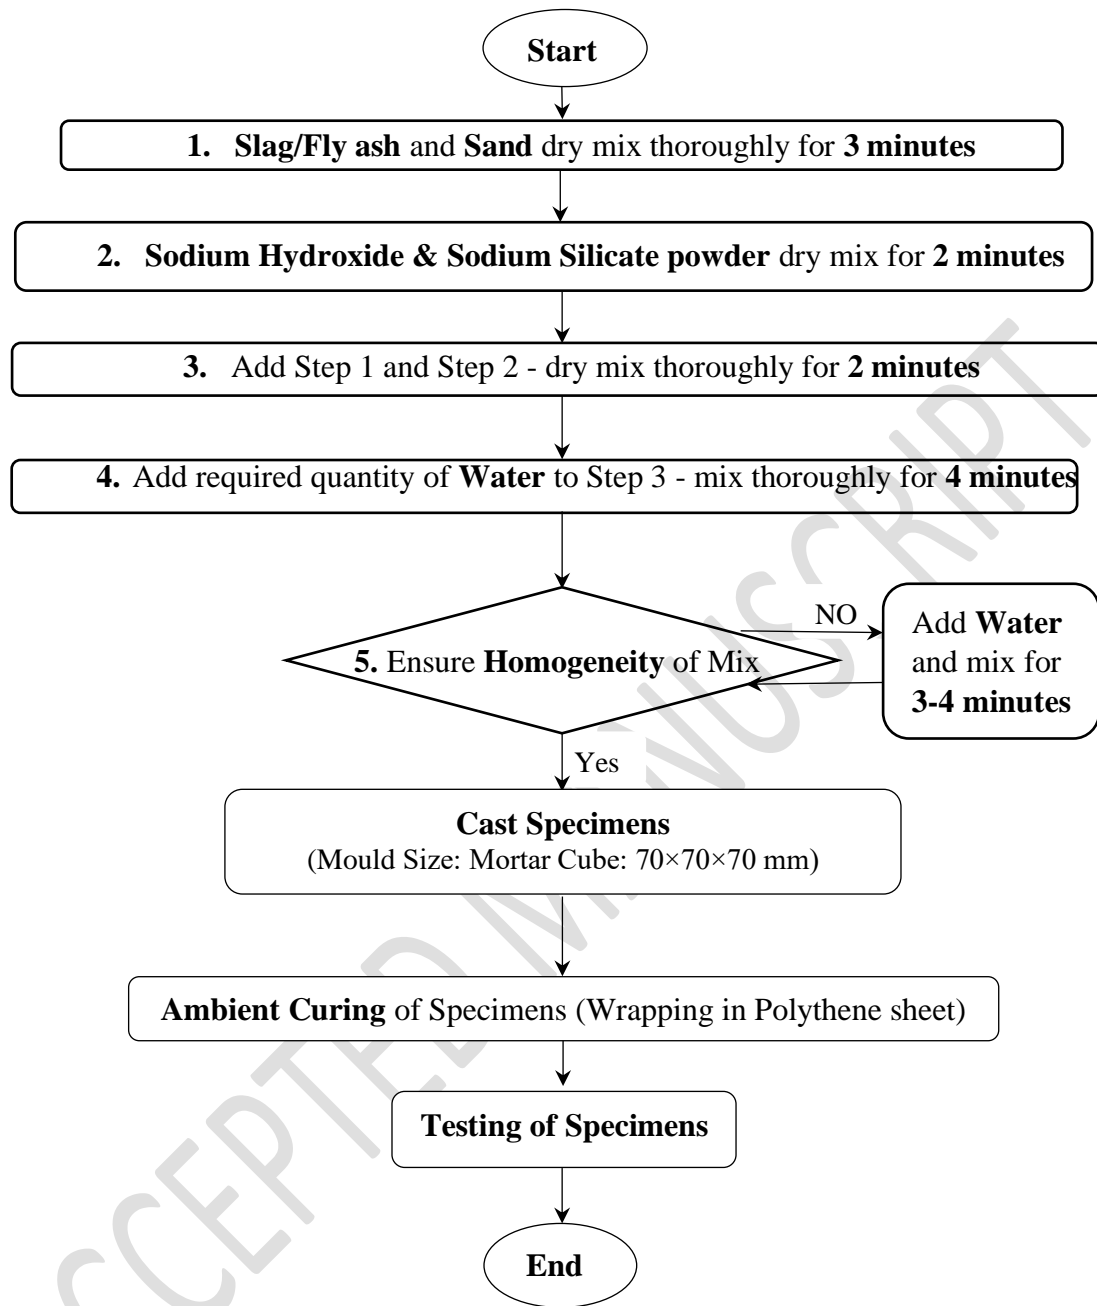 Start
1. Slag/Fly ash and Sand dry mix thoroughly for 3 minutes
2. Sodium Hydroxide & Sodium Silicate powder dry mix for 2 minutes
3. Add Step 1 and Step 2 - dry mix thoroughly for 2 minutes
4. Add required quantity of Water to Step 3 - mix thoroughly for 4 minutes
5. Ensure Homogeneity of Mix
NO
Add Water
and mix for
3-4 minutes
Yes
Cast Specimens
(Mould Size: Mortar Cube: 70×70×70 mm)
Ambient Curing of Specimens (Wrapping in Polythene sheet)
Testing of Specimens
End
CCEPTED MANUSCRIPT